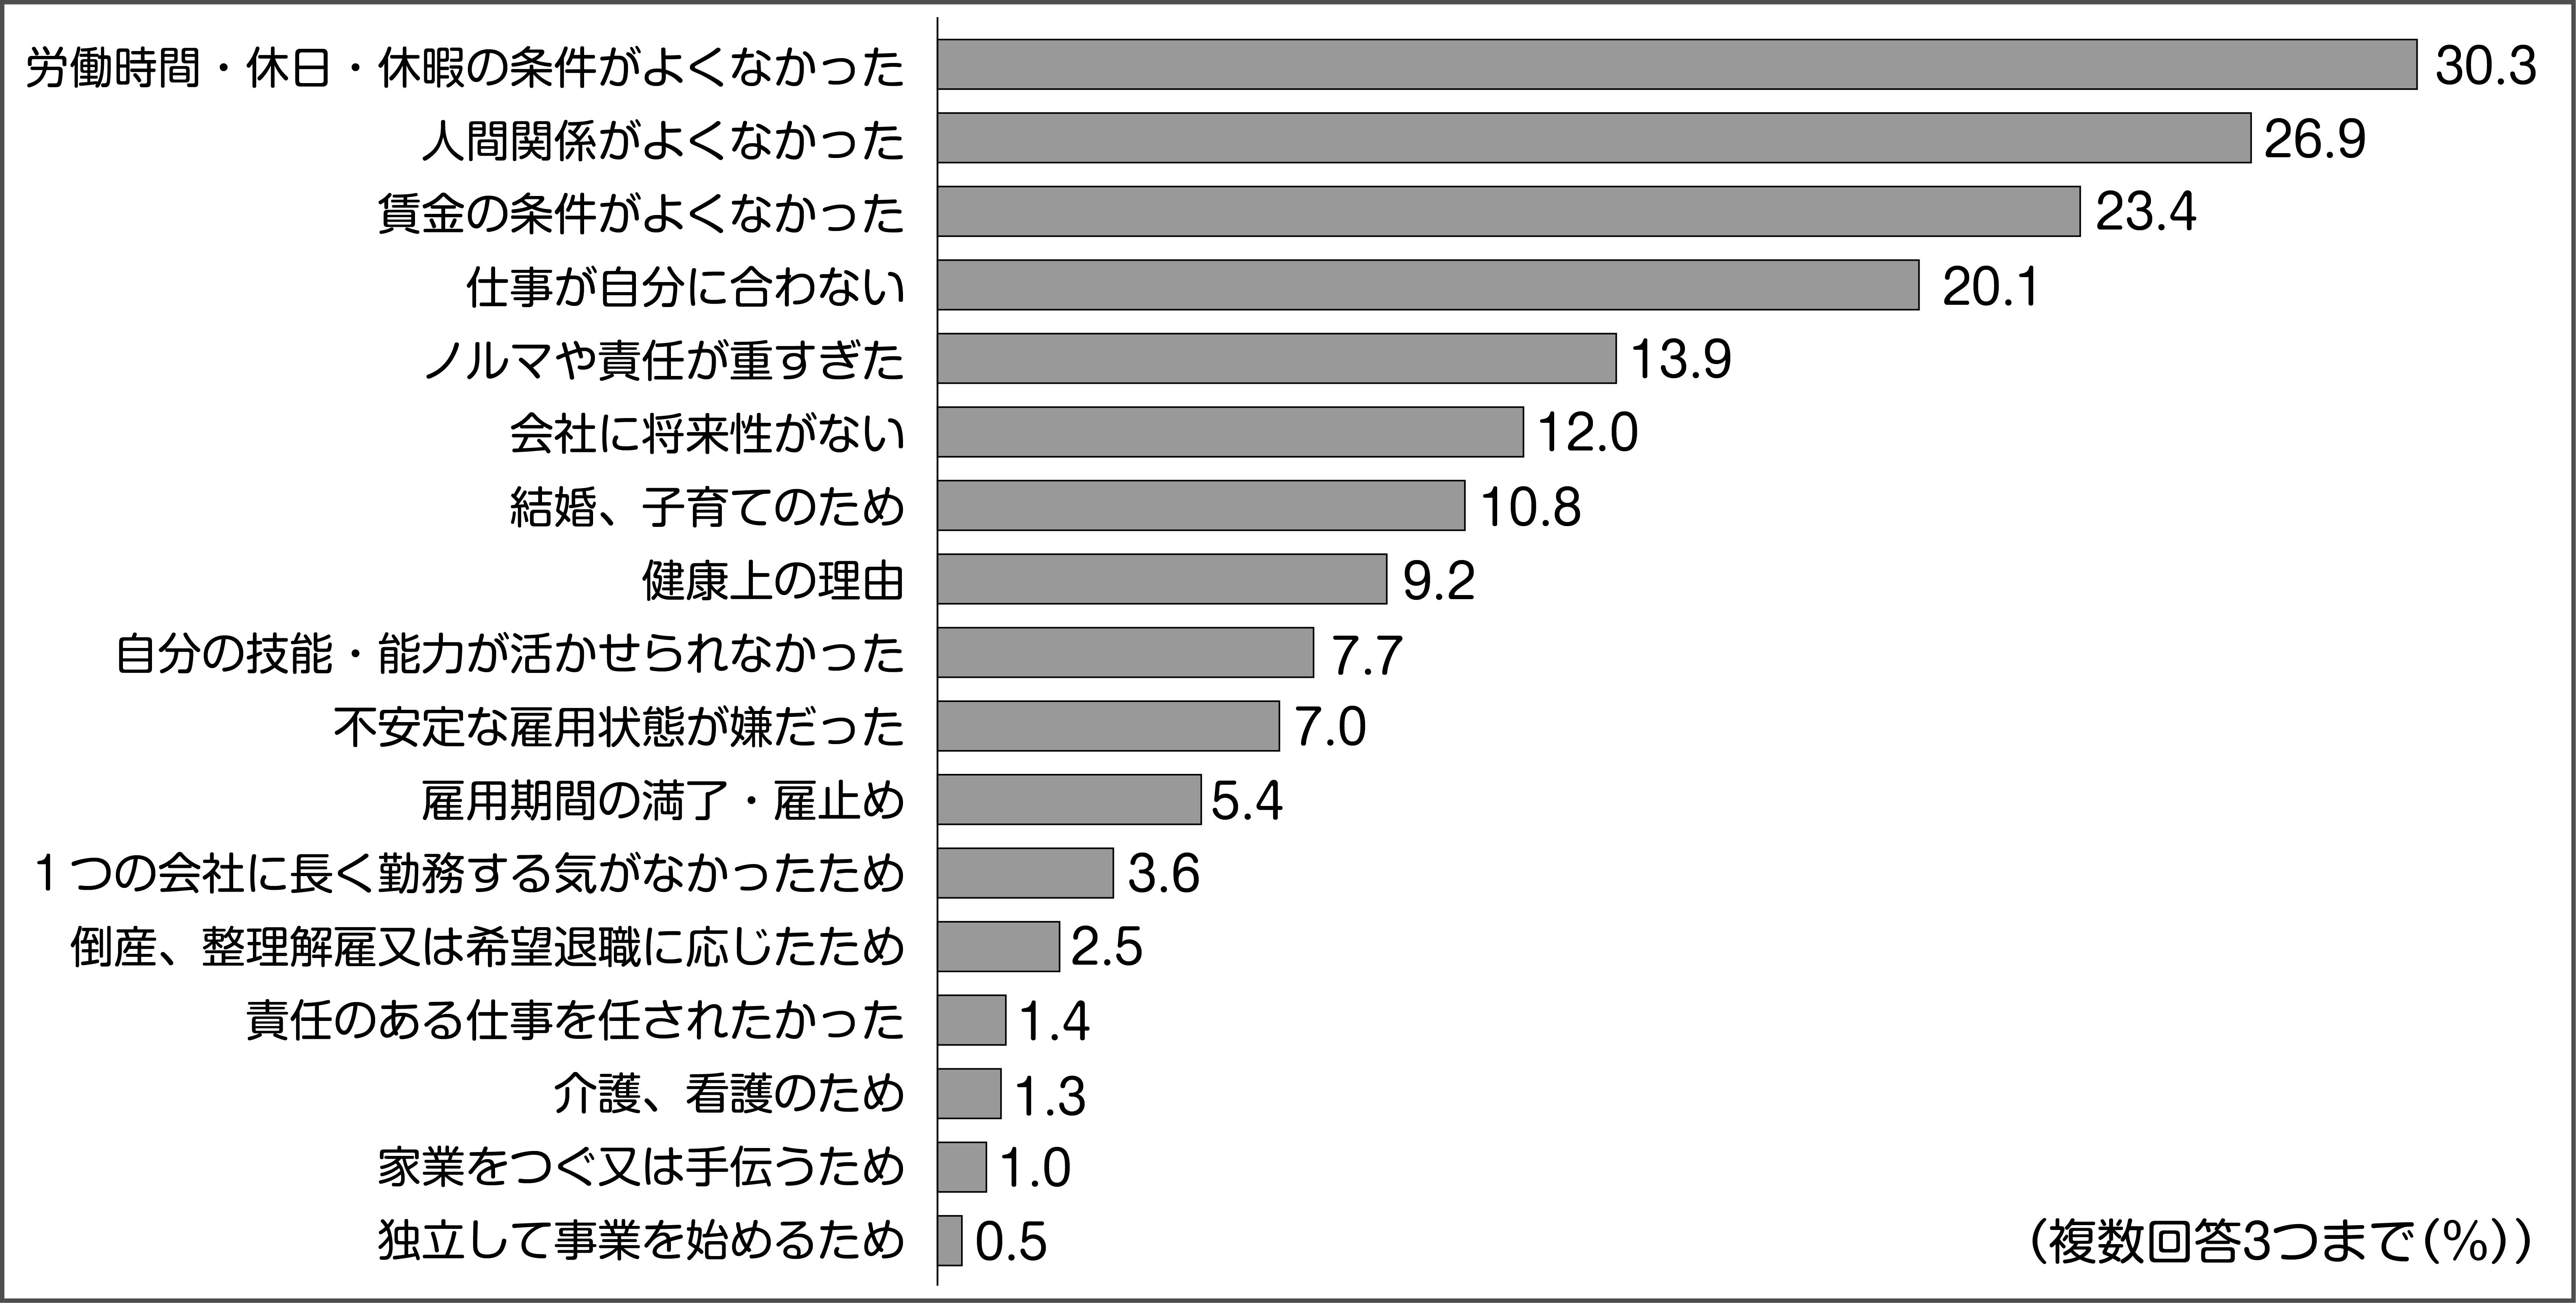 労働時間・休日・休暇の条件がよくなかった 30.3
人間関係がよくなかった 26.9
賃金の条件がよくなかった 23.4
仕事が自分に合わない 20.1
ノルマや責任が重すぎた 13.9
会社に将来性がない 12.0
結婚、子育てのため 10.8
健康上の理由 9.2
自分の技能・能力が活かせられなかった 7.7
不安定な雇用状態が嫌だった 7.0
雇用期間の満了・雇止め 5.4
1つの会社に長く勤務する気がなかったため 3.6
倒産、整理解雇又は希望退職に応じたため 2.5
責任のある仕事を任されたかった 1.4
介護、看護のため 1.3
家業をつぐ又は手伝うため 1.0
独立して事業を始めるため 0.5
（複数回答3つまで（%））